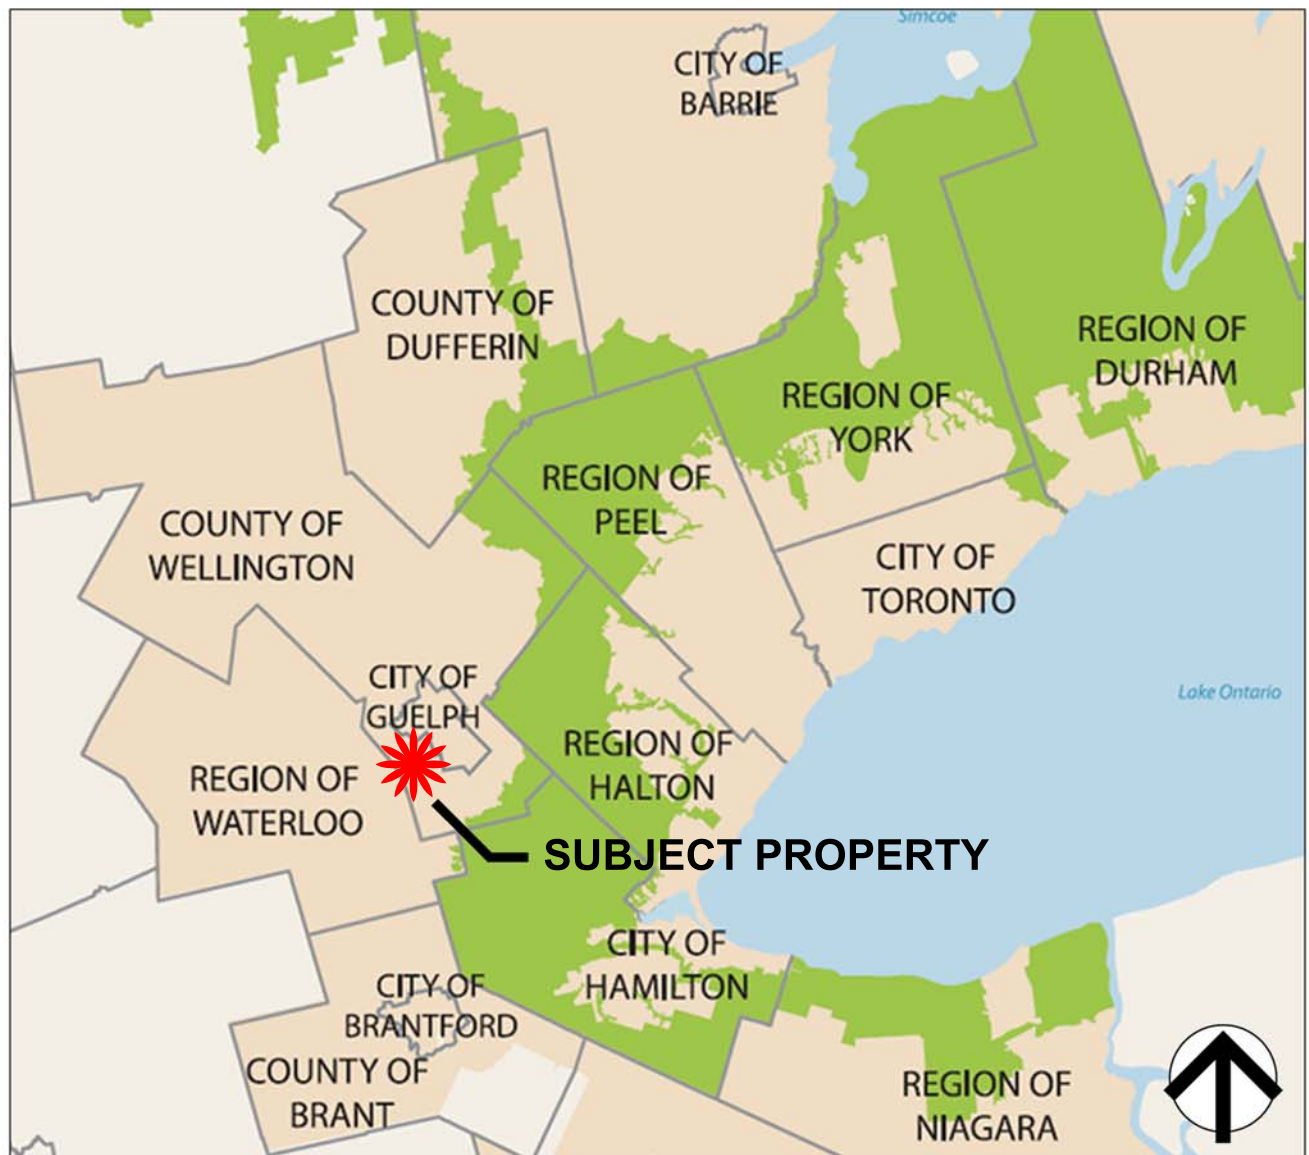 Simcoe
CITY OF
BARRIE
COUNTY OF
DUFFERIN
REGION OF
DURHAM
REGION OF
YORK
REGION OF
PEEL
COUNTY OF
WELLINGTON
CITY OF
TORONTO
CITY OF
GUELPH
Lake Ontario
REGION OF
HALTON
REGION OF
WATERLOO
SUBJECT PROPERTY
CITY OF
HAMILTON
CITY OF
BRANTFORD
COUNTY OF
BRANT
REGION OF
NIAGARA